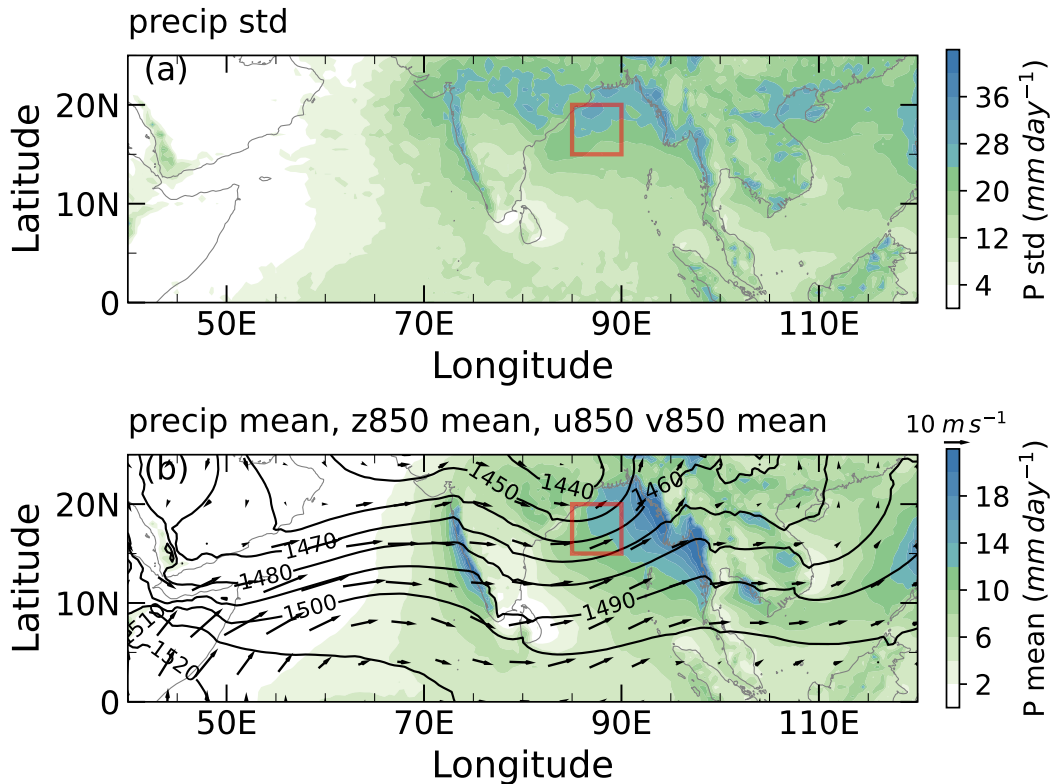 precip std
(a)
20N
10N
0
Latitude
50E 70E 90E 110E
Longitude
36
28
20
12
4
P std (mm day−1)
precip mean, z850 mean, u850 v850 mean
10 m s−1
(b)
20N
10N
0
Latitude
1450
1440
1460
1470
1480
1500
1490
1510
1520
50E 70E 90E 110E
Longitude
18
14
10
6
2
P mean (mm day−1)